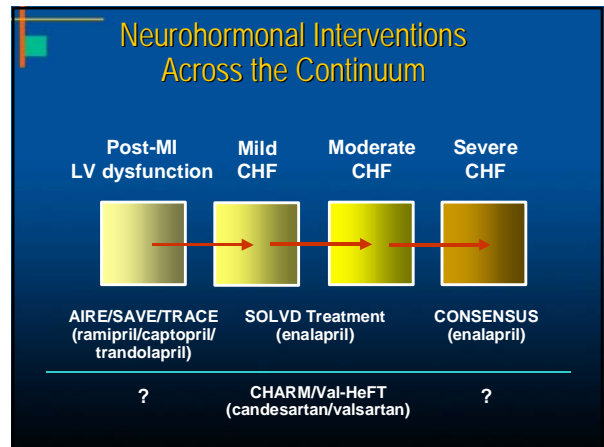 Neurohormonal Interventions
Across the Continuum
Post-MI
LV dysfunction
Mild
CHF
Moderate
CHF
Severe
CHF
AIRE/SAVE/TRACE
(ramipril/captopril/
trandolapril)
SOLVD Treatment
(enalapril)
CONSENSUS
(enalapril)
?
CHARM/Val-HeFT
(candesartan/valsartan)
?